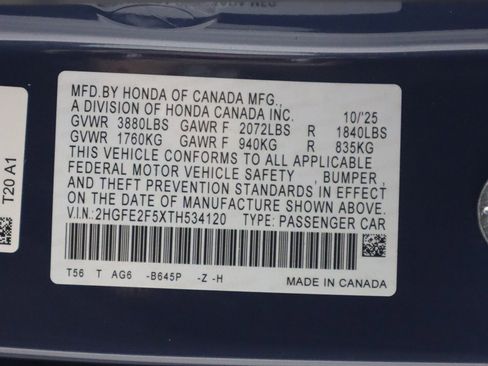 MFD.BY HONDA OF CANADA MFG.,
A DIVISION OF HONDA CANADA INC. 10/'25
GVWR 3880LBS GAWR F 2072LBS R 1840LBS
GVWR 1760KG GAWR F 940KG R 835KG
THIS VEHICLE CONFORMS TO ALL APPLICABLE
FEDERAL MOTOR VEHICLE SAFETY , BUMPER,
AND THEFT PREVENTION STANDARDS IN EFFECT
ON THE DATE OF MANUFACTURE SHOWN ABOVE.
V.I.N:2HGFE2F5XTH534120 TYPE: PASSENGER CAR
T56 T AG6 -B645P -Z -H
MADE IN CANADA
T20 A1